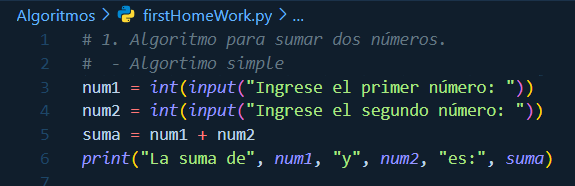 Algoritmos > firstHomeWork.py > ...
1 # 1. Algoritmo para sumar dos números.
2 #  - Algortimo simple
3 num1 = int(input("Ingrese el primer número: "))
4 num2 = int(input("Ingrese el segundo número: "))
5 suma = num1 + num2
6 print("La suma de", num1, "y", num2, "es:", suma)
7